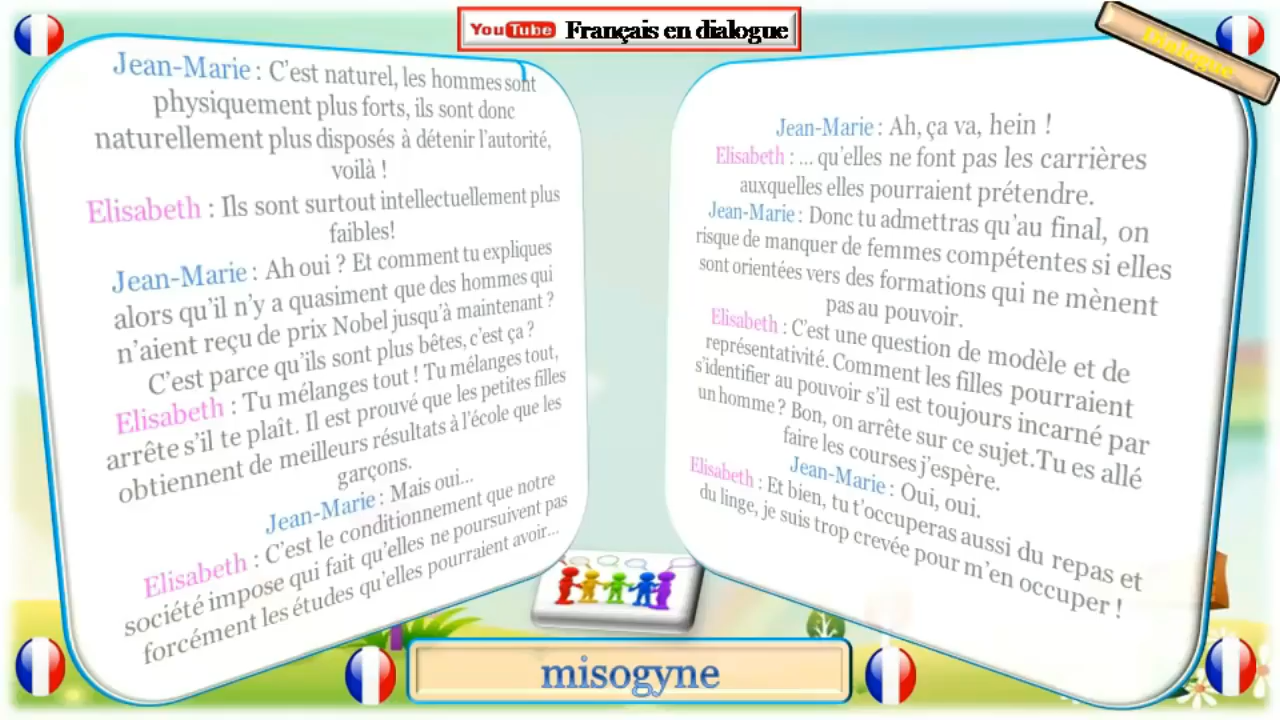 YouTube Français en dialogue
Dialogue
Jean-Marie : C'est naturel, les hommes sont
physiquement plus forts, ils sont donc
naturellement plus disposés à détenir l'autorité,
voilà !
Elisabeth : Ils sont surtout intellectuellement plus
faibles!
Jean-Marie : Ah oui ? Et comment tu expliques
alors qu'il n'y a quasiment que des hommes qui
n'aient reçu de prix Nobel jusqu'à maintenant ?
C'est parce qu'ils sont plus bêtes, c'est ça ?
Elisabeth : Tu mélanges tout ! Tu mélanges tout,
arrête s'il te plaît. Il est prouvé que les petites filles
obtiennent de meilleurs résultats à l'école que les
garçons.
Jean-Marie : Mais oui...
Elisabeth : C'est le conditionnement que notre
société impose qui fait qu'elles ne poursuivent pas
forcément les études qu'elles pourraient avoir...
Jean-Marie : Ah, ça va, hein !
Elisabeth : ... qu'elles ne font pas les carrières
auxquelles elles pourraient prétendre.
Jean-Marie : Donc tu admettras qu'au final, on
risque de manquer de femmes compétentes si elles
sont orientées vers des formations qui ne mènent
pas au pouvoir.
Elisabeth : C'est une question de modèle et de
représentativité. Comment les filles pourraient
s'identifier au pouvoir s'il est toujours incarné par
un homme ? Bon, on arrête sur ce sujet.Tu es allé
faire les courses j'espère.
Jean-Marie : Oui, oui.
Elisabeth : Et bien, tu t'occuperas aussi du repas et
du linge, je suis trop crevée pour m'en occuper !
misogyne